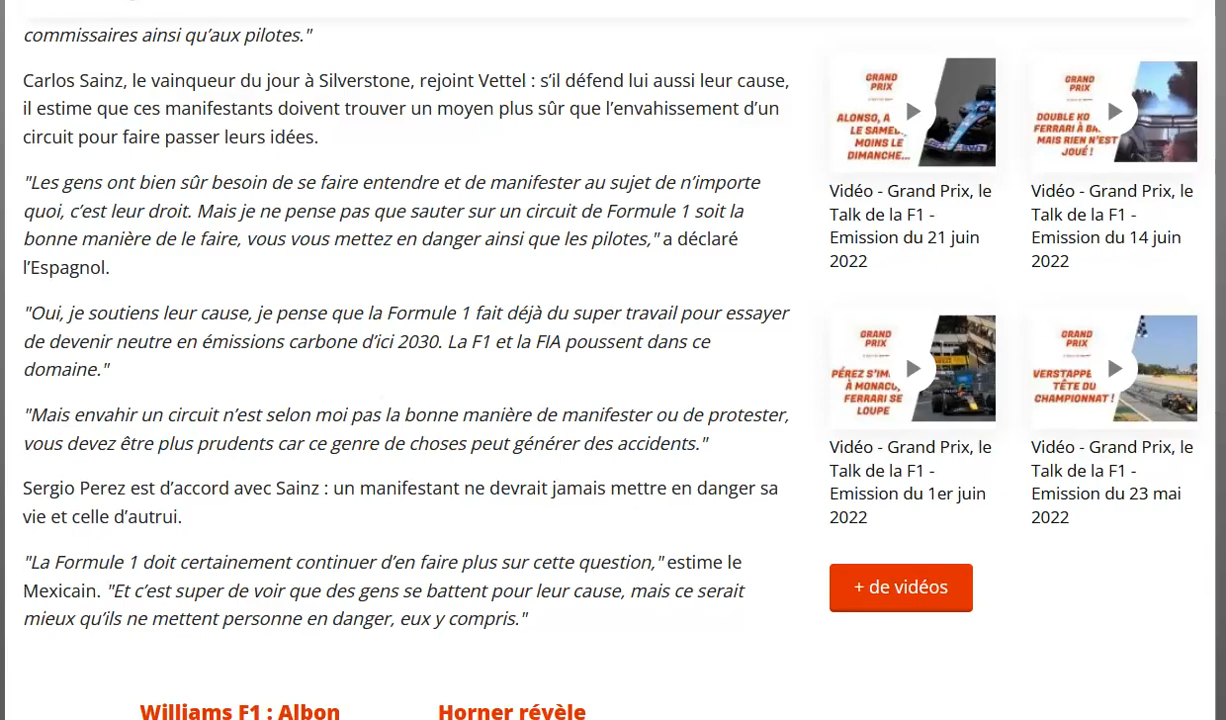 commissaires ainsi qu’aux pilotes."
Carlos Sainz, le vainqueur du jour à Silverstone, rejoint Vettel : s’il défend lui aussi leur cause,
il estime que ces manifestants doivent trouver un moyen plus sûr que l’envahissement d’un
circuit pour faire passer leurs idées.
"Les gens ont bien sûr besoin de se faire entendre et de manifester au sujet de n’importe
quoi, c’est leur droit. Mais je ne pense pas que sauter sur un circuit de Formule 1 soit la
bonne manière de le faire, vous vous mettez en danger ainsi que les pilotes," a déclaré
l’Espagnol.
"Oui, je soutiens leur cause, je pense que la Formule 1 fait déjà du super travail pour essayer
de devenir neutre en émissions carbone d’ici 2030. La F1 et la FIA poussent dans ce
domaine."
"Mais envahir un circuit n’est selon moi pas la bonne manière de manifester ou de protester,
vous devez être plus prudents car ce genre de choses peut générer des accidents."
Sergio Perez est d’accord avec Sainz : un manifestant ne devrait jamais mettre en danger sa
vie et celle d’autrui.
"La Formule 1 doit certainement continuer d’en faire plus sur cette question," estime le
Mexicain. "Et c’est super de voir que des gens se battent pour leur cause, mais ce serait
mieux qu’ils ne mettent personne en danger, eux y compris."
Williams F1 : Albon
Horner révèle
GRAND
PRIX
ALONSO, A
LE SAMEDI,
MOINS LE
DIMANCHE...
Vidéo - Grand Prix, le
Talk de la F1 -
Emission du 21 juin
2022
GRAND
PRIX
DOUBLE KO
FERRARI À BA
MAIS RIEN N’EST
JOUÉ !
Vidéo - Grand Prix, le
Talk de la F1 -
Emission du 14 juin
2022
GRAND
PRIX
PÉREZ S’IM
À MONACO,
FERRARI SE
LOUPE
Vidéo - Grand Prix, le
Talk de la F1 -
Emission du 1er juin
2022
GRAND
PRIX
VERSTAPPE
TÊTE DU
CHAMPIONNAT !
Vidéo - Grand Prix, le
Talk de la F1 -
Emission du 23 mai
2022
+ de vidéos